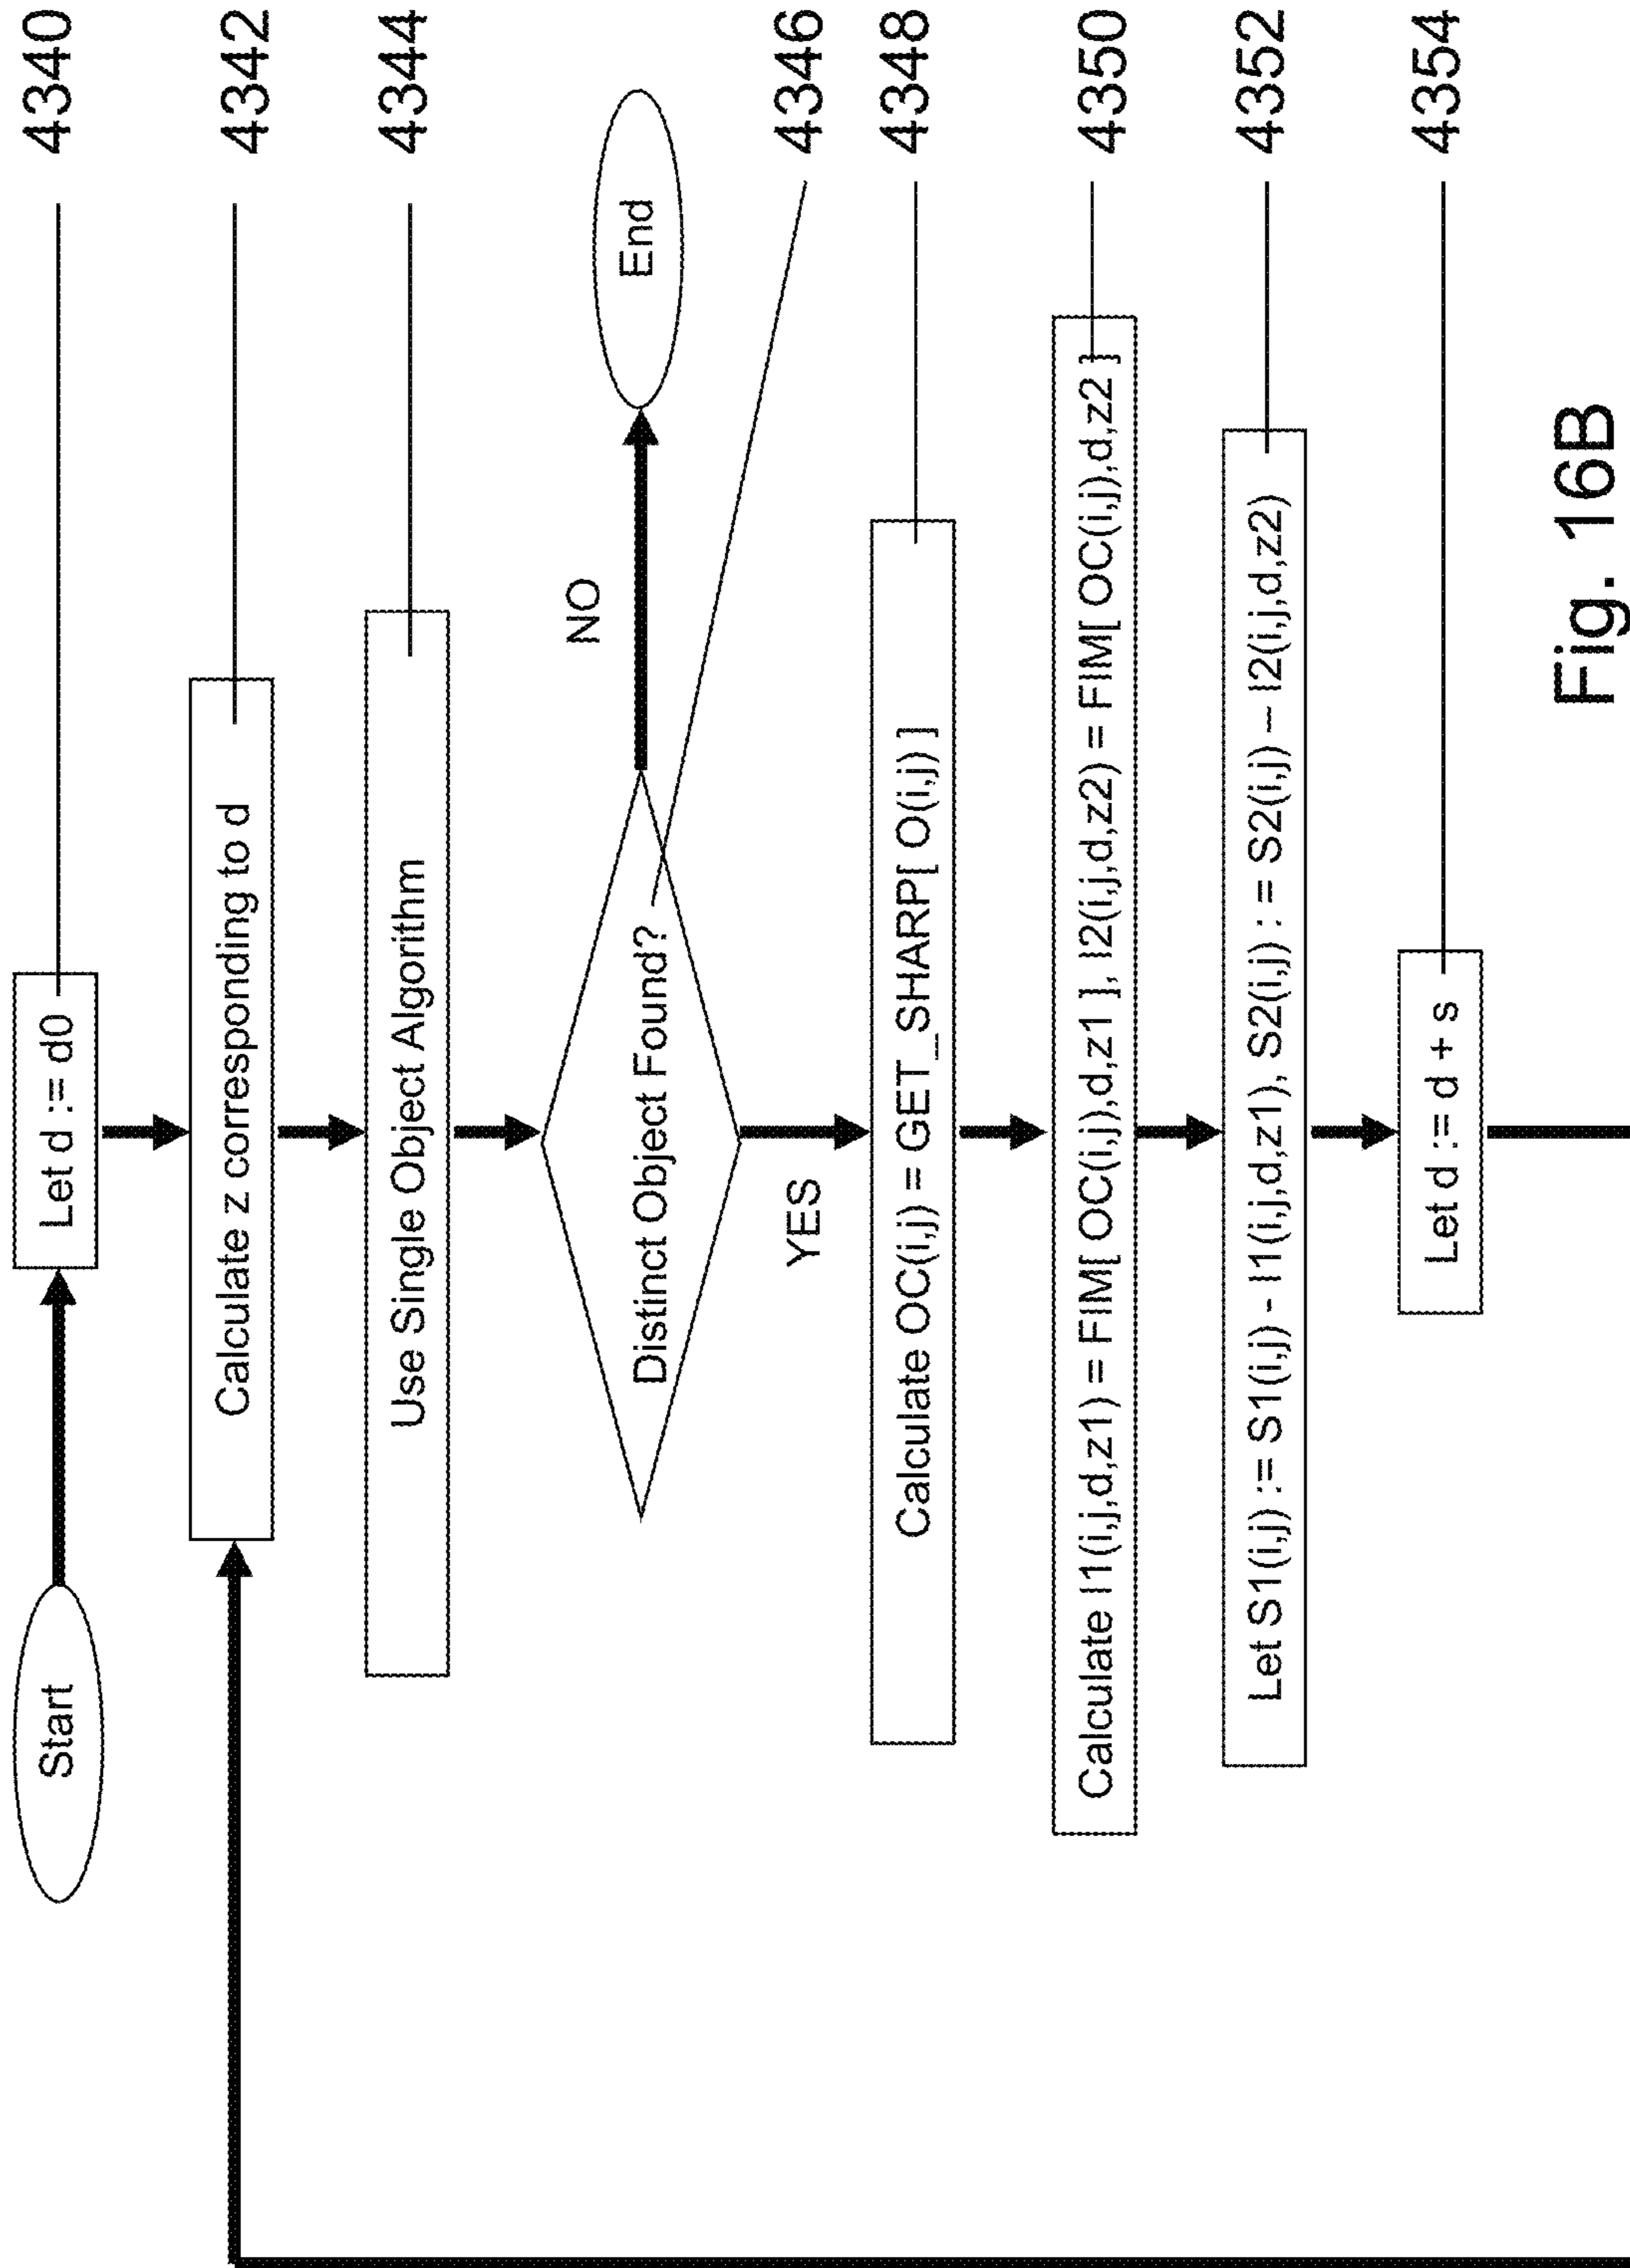 Start
Let d := d0
4340
Calculate z corresponding to d
4342
Use Single Object Algorithm
4344
Distinct Object Found?
NO
End
4346
YES
Calculate OC(i,j) = GET_SHARP[ O(i,j) ]
4348
Calculate I1(i,j,d,z1) = FIM[ OC(i,j),d,z1 ], I2(i,j,d,z2) = FIM[ OC(i,j),d,z2 ]
4350
Let S1(i,j) := S1(i,j) - I1(i,j,d,z1), S2(i,j) : = S2(i,j) – I2(i,j,d,z2)
4352
Let d := d + s
4354
Fig. 16B